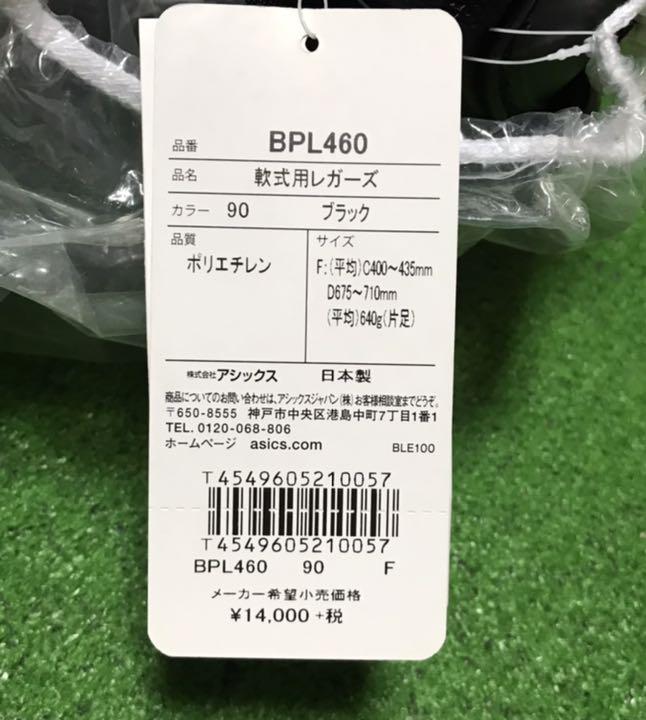 品番 BPL460
品名 軟式用レガーズ
カラー 90 ブラック
品質
ポリエチレン
サイズ
F:(平均)C400〜435mm
D675〜710mm
(平均)640g(片足)
株式会社アシックス 日本製
商品についてのお問い合わせは、アシックスジャパン(株)お客様相談室までどうぞ。
〒650-8555 神戸市中央区港島中町7丁目1番1
TEL. 0120-068-806
ホームページ asics.com BLE100
T4549605210057
T4549605210057
BPL460 90 F
メーカー希望小売価格
¥14,000 +税